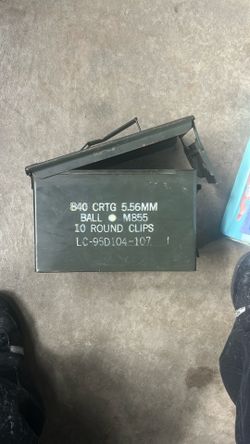 840 CRTG 5.56MM
BALL M855
10 ROUND CLIPS
LC-95D104-107